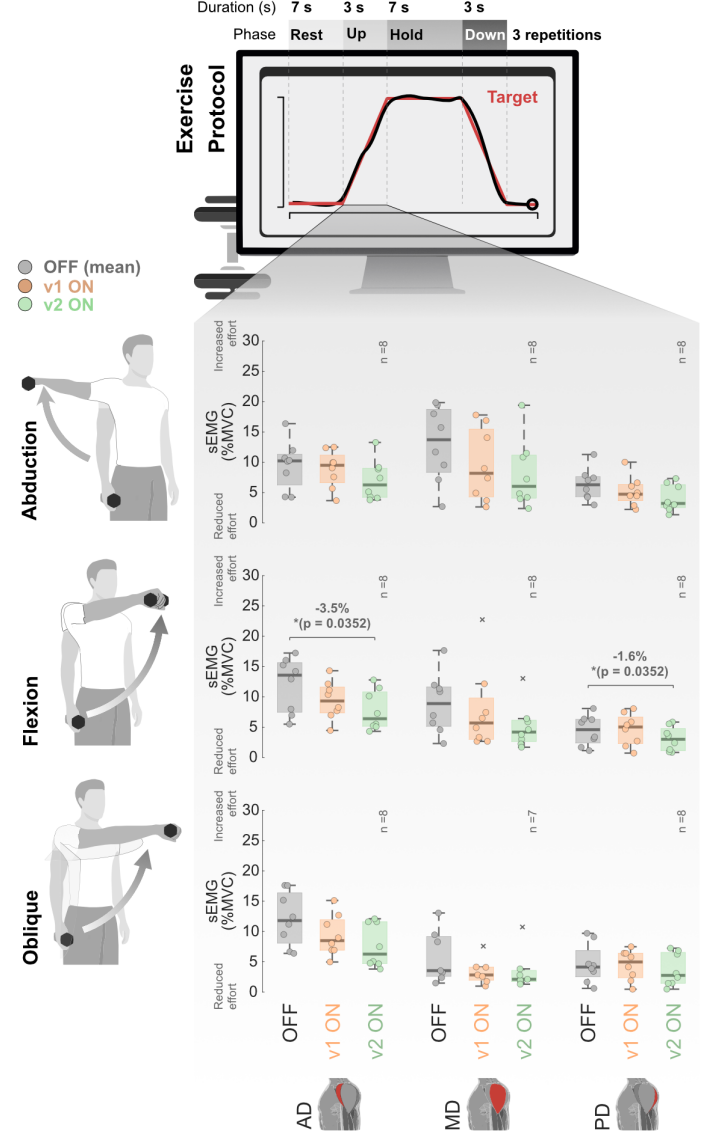 Duration (s) 7 s 3 s 7 s 3 s
Phase Rest Up Hold Down 3 repetitions
Exercise
Protocol
Target
OFF (mean)
v1 ON
v2 ON
Abduction
Increased
effort
Reduced
effort
sEMG
(%MVC)
30
25
20
15
10
5
0
n =8
n =8
n =8
Flexion
Increased
effort
Reduced
effort
sEMG
(%MVC)
30
25
20
15
10
5
0
n =8
n =8
n =8
-3.5%
*(p = 0.0352)
-1.6%
*(p = 0.0352)
Oblique
Increased
effort
Reduced
effort
sEMG
(%MVC)
30
25
20
15
10
5
0
n =8
n =7
n =8
OFF v1 ON v2 ON OFF v1 ON v2 ON OFF v1 ON v2 ON
AD MD PD